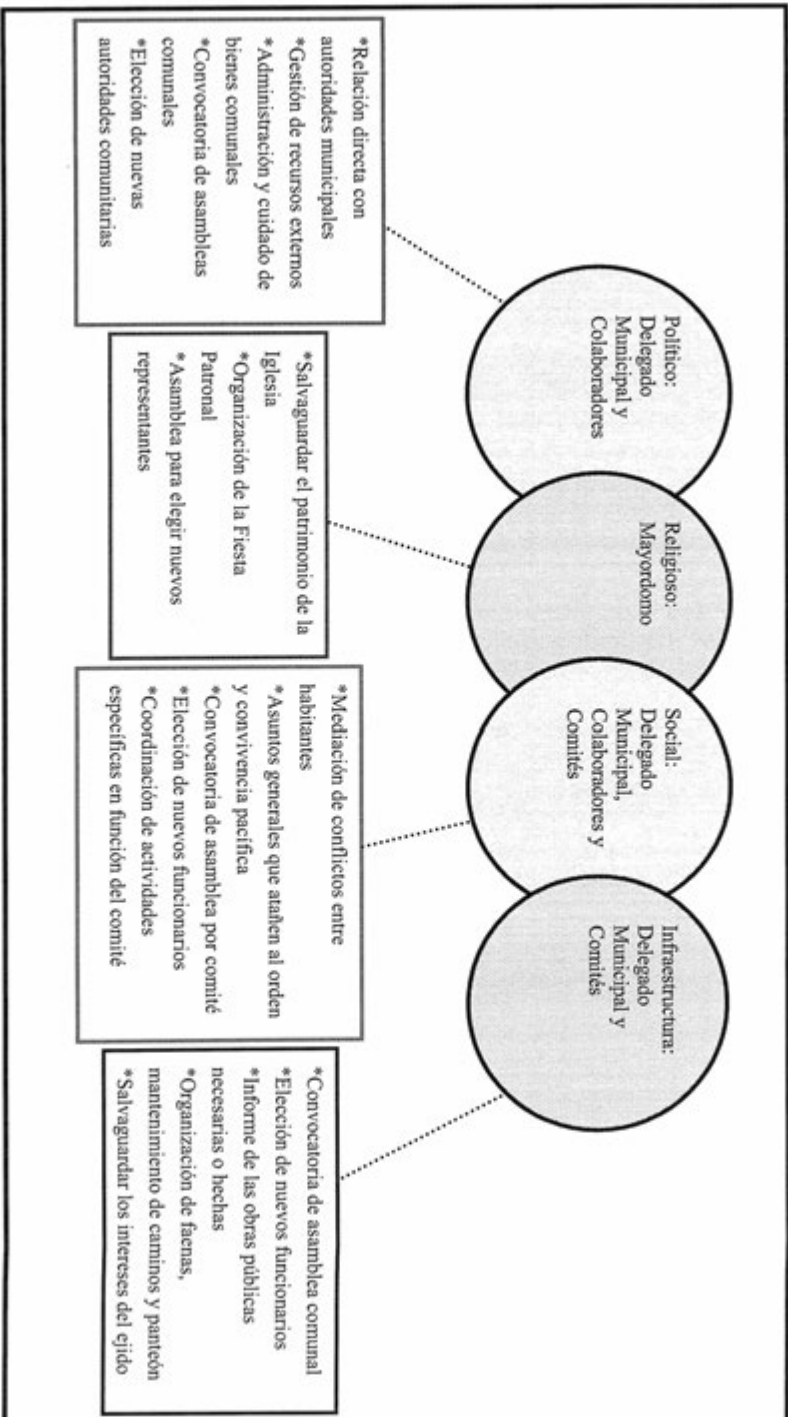 Político:
Delegado
Municipal y
Colaboradores
Religioso:
Mayordomo
Social:
Delegado
Municipal,
Colaboradores y
Comités
Infraestructura:
Delegado
Municipal y
Comités
*Relación directa con
autoridades municipales
*Gestión de recursos externos
*Administración y cuidado de
bienes comunales
*Convocatoria de asambleas
comunales
*Elección de nuevas
autoridades comunitarias
*Salvaguardar el patrimonio de la
Iglesia
*Organización de la Fiesta
Patronal
*Asamblea para elegir nuevos
representantes
*Mediación de conflictos entre
habitantes
*Asuntos generales que atañen al orden
y convivencia pacífica
*Convocatoria de asamblea por comité
*Elección de nuevos funcionarios
*Coordinación de actividades
específicas en función del comité
*Convocatoria de asamblea comunal
*Elección de nuevos funcionarios
*Informe de las obras públicas
necesarias o hechas
*Organización de faenas,
mantenimiento de caminos y panteón
*Salvaguardar los intereses del ejido